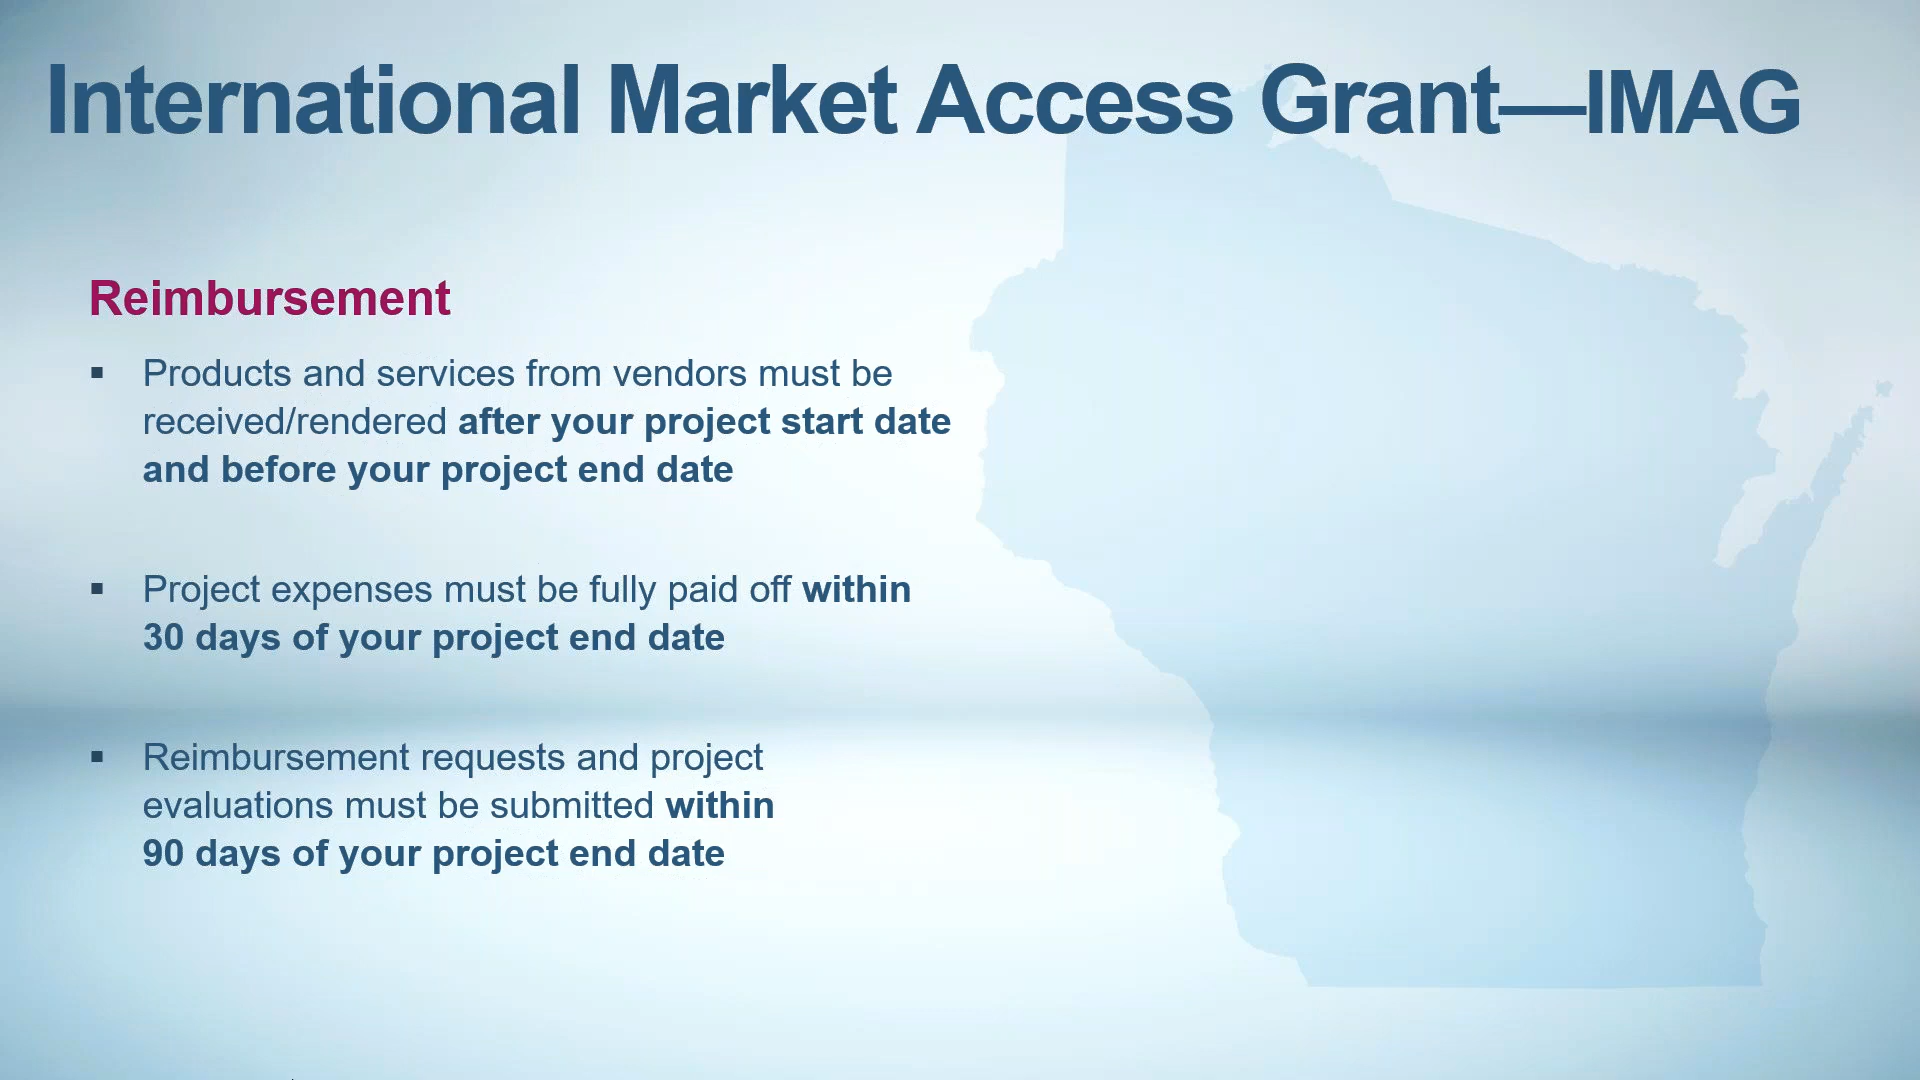 International Market Access Grant—IMAG
Reimbursement
▪ Products and services from vendors must be
received/rendered after your project start date
and before your project end date
▪ Project expenses must be fully paid off within
30 days of your project end date
▪ Reimbursement requests and project
evaluations must be submitted within
90 days of your project end date